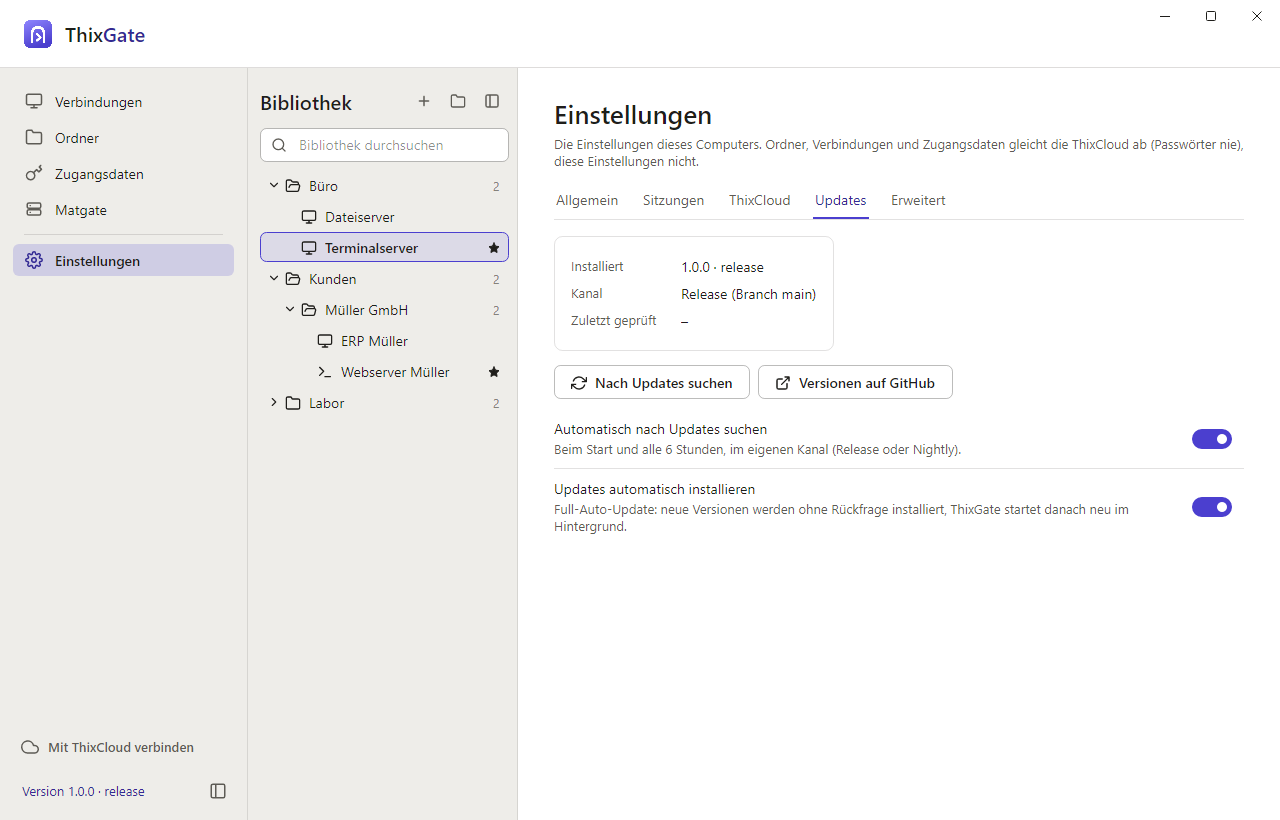 ThixGate
Verbindungen
Ordner
Zugangsdaten
Matgate
Einstellungen
Mit ThixCloud verbinden
Version 1.0.0 · release
Bibliothek
Bibliothek durchsuchen
Büro 2
Dateiserver
Terminalserver
Kunden 2
Müller GmbH 2
ERP Müller
Webserver Müller
Labor 2
Einstellungen
Die Einstellungen dieses Computers. Ordner, Verbindungen und Zugangsdaten gleicht die ThixCloud ab (Passwörter nie),
diese Einstellungen nicht.
Allgemein Sitzungen ThixCloud Updates Erweitert
Installiert 1.0.0 · release
Kanal Release (Branch main)
Zuletzt geprüft –
Nach Updates suchen Versionen auf GitHub
Automatisch nach Updates suchen
Beim Start und alle 6 Stunden, im eigenen Kanal (Release oder Nightly).
Updates automatisch installieren
Full-Auto-Update: neue Versionen werden ohne Rückfrage installiert, ThixGate startet danach neu im
Hintergrund.